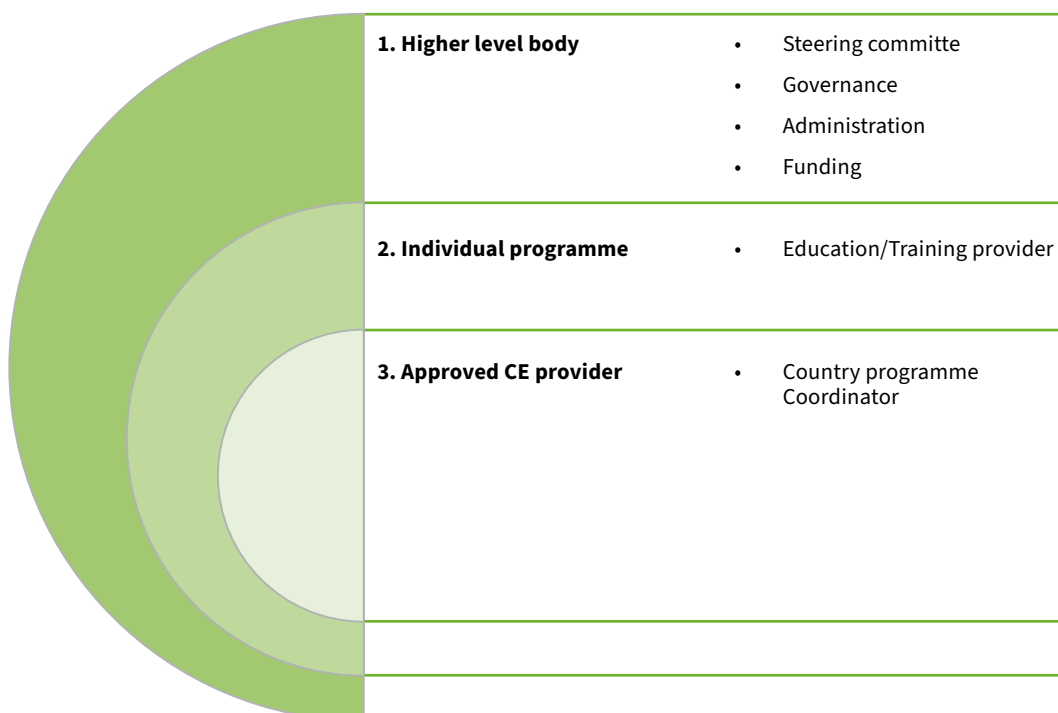 1. Higher level body
• Steering committe
• Governance
• Administration
• Funding
2. Individual programme
• Education/Training provider
3. Approved CE provider
• Country programme
Coordinator